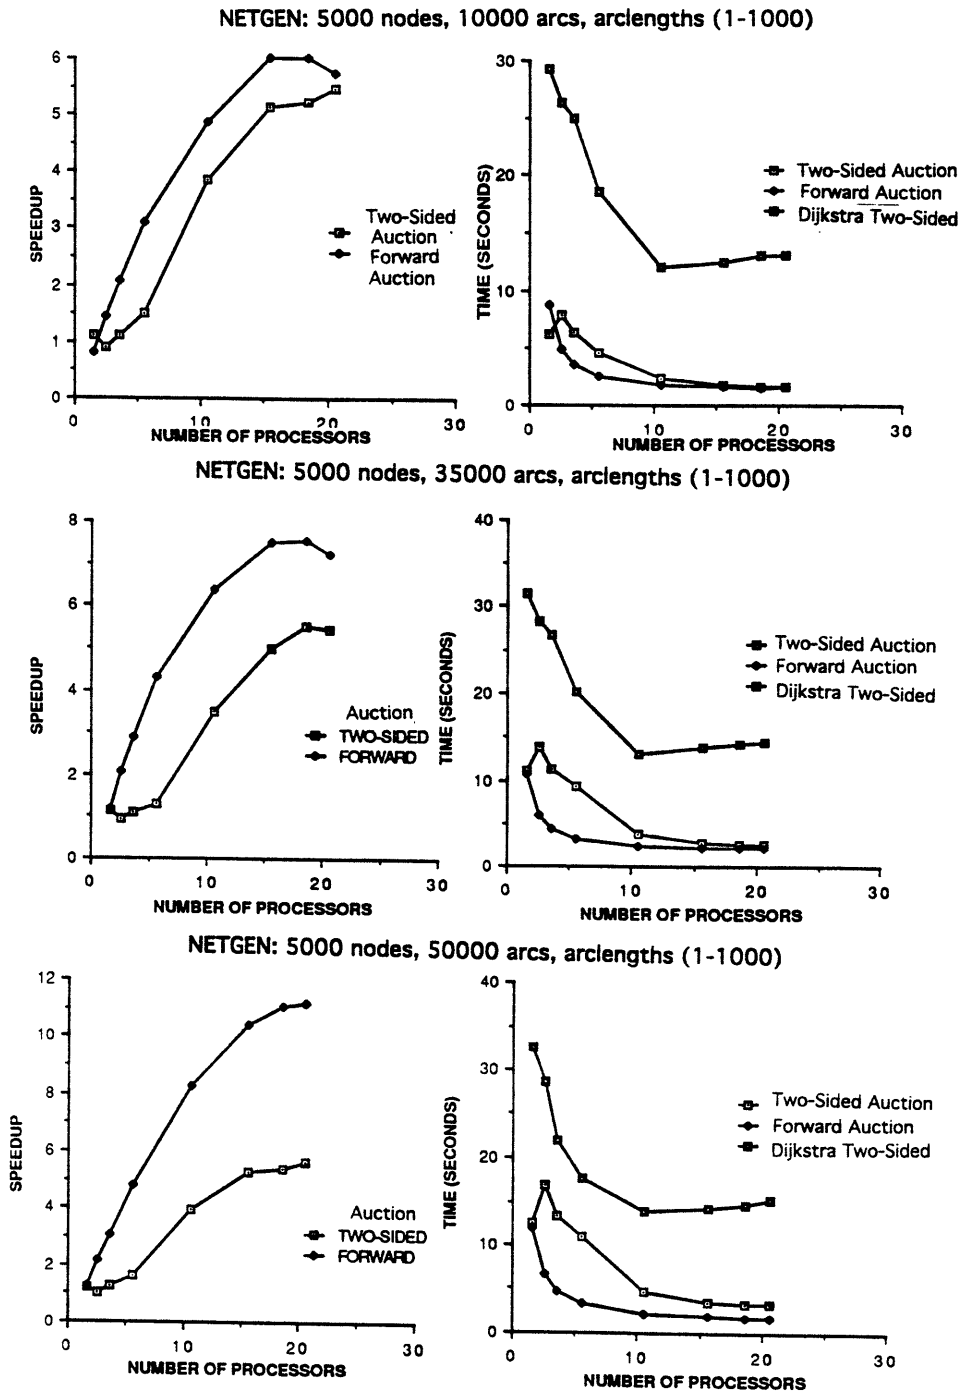 NETGEN: 5000 nodes, 10000 arcs, arclengths (1-1000)
6
5
4
3
2
1
0
SPEEDUP
Two-Sided
Auction
Forward
Auction
0
10
20
30
NUMBER OF PROCESSORS
30
20
10
0
TIME (SECONDS)
Two-Sided Auction
Forward Auction
Dijkstra Two-Sided
0
10
20
30
NUMBER OF PROCESSORS
NETGEN: 5000 nodes, 35000 arcs, arclengths (1-1000)
8
6
4
2
0
SPEEDUP
Auction
TWO-SIDED
FORWARD
0
10
20
30
NUMBER OF PROCESSORS
40
30
20
10
0
TIME (SECONDS)
Two-Sided Auction
Forward Auction
Dijkstra Two-Sided
0
10
20
30
NUMBER OF PROCESSORS
NETGEN: 5000 nodes, 50000 arcs, arclengths (1-1000)
12
10
8
6
4
2
0
SPEEDUP
Auction
TWO-SIDED
FORWARD
0
10
20
30
NUMBER OF PROCESSORS
40
30
20
10
0
TIME (SECONDS)
Two-Sided Auction
Forward Auction
Dijkstra Two-Sided
0
10
20
30
NUMBER OF PROCESSORS